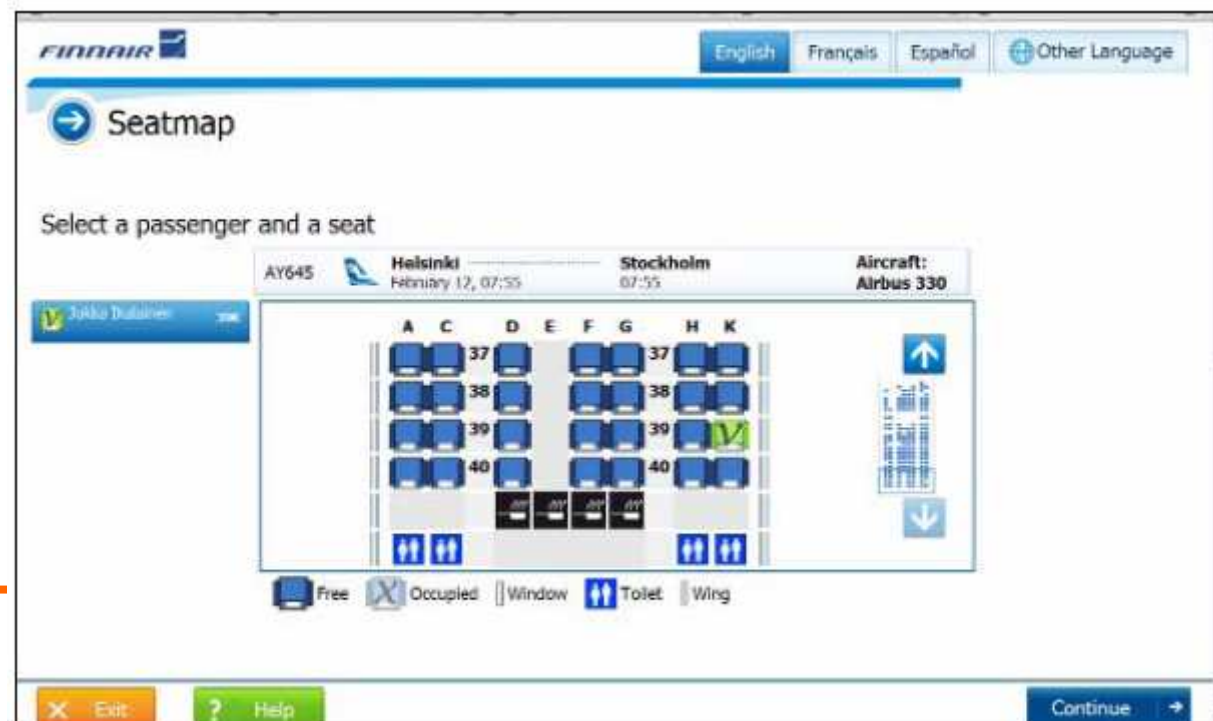 FINNAIR
English Français Español Other Language
Seatmap
Select a passenger and a seat
AY645 Helsinki Stockholm Aircraft:
February 12, 07:55 07:55 Airbus 330
A C D E F G H K
37 37
38 38
39 39
40 40
Free X Occupied Window Toilet Wing
X Exit ? Help Continue